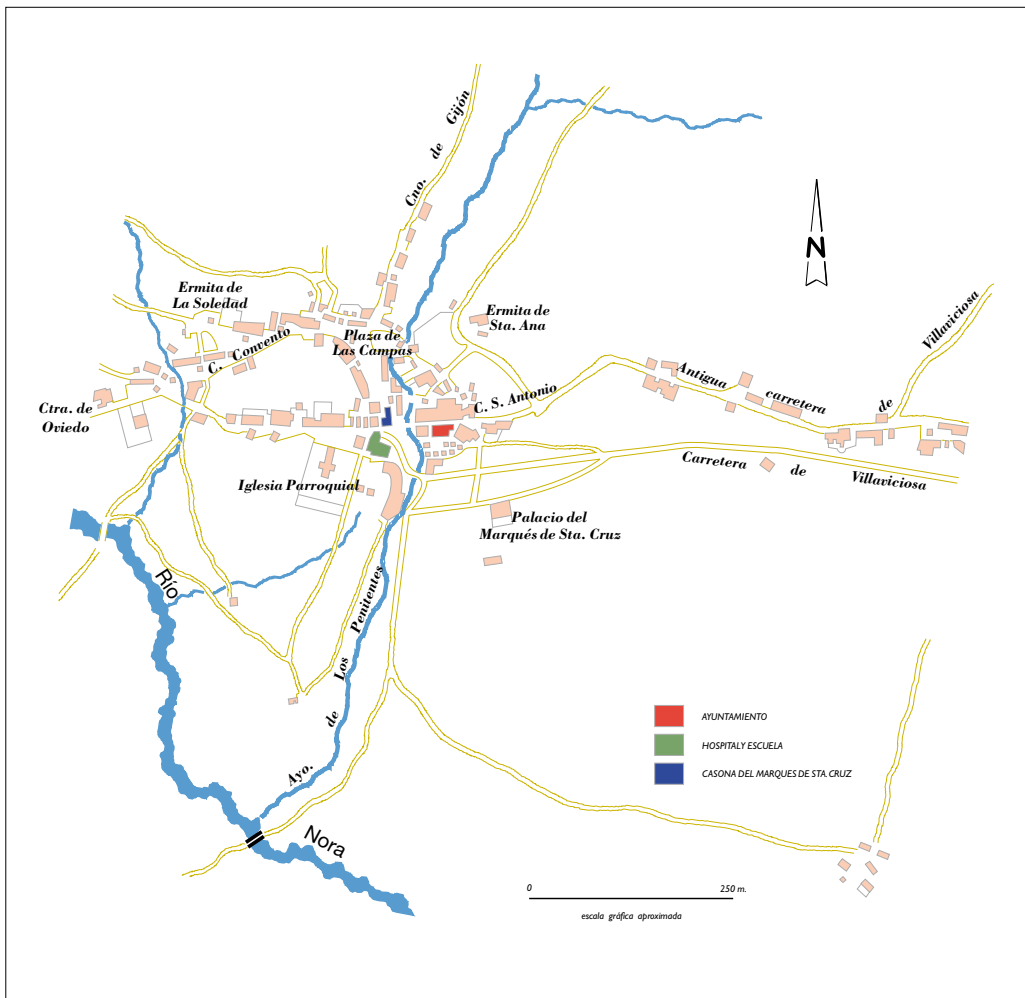 Cno. de Gijón
Ermita de
La Soledad
Ermita de
Sta. Ana
Plaza de
Las Campas
C. Convento
Villaviciosa
Antigua carretera de
C. S. Antonio
Ctra. de
Oviedo
Carretera de Villaviciosa
Iglesia Parroquial
Palacio del
Marqués de Sta. Cruz
N
Río
Nora
Ayo. de Los Penitentes
AYUNTAMIENTO
HOSPITALY ESCUELA
CASONA DEL MARQUES DE STA CRUZ
0 250 m.
escala gráfica aproximada